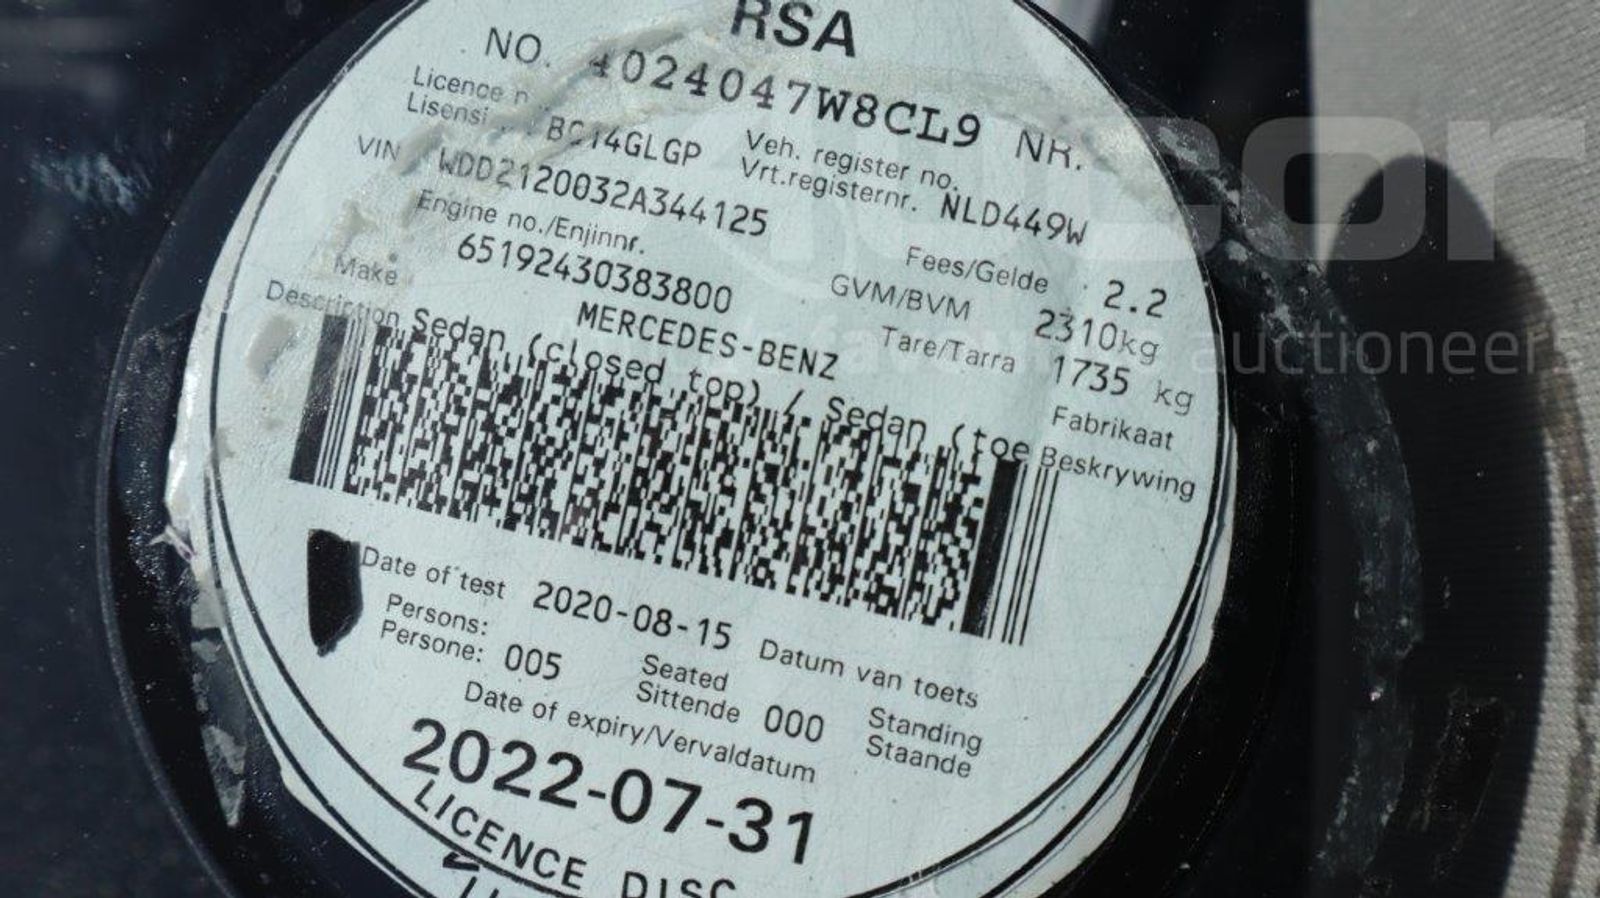 RSA
NO. 4024047W8CL9 NR.
Licence n
Lisensi BC14GLGP Veh. register no.
Vrt.registernr. NLD449W
VIN WDD2120032A344125
Engine no./Enjinnr. Fees/Gelde 2.2
65192430383800 GVM/BVM 2310kg
Make MERCEDES-BENZ Tare/Tarra 1735 kg
Fabrikaat
Description Sedan (closed top) / Sedan (toe Beskrywing
Date of test 2020-08-15 Datum van toets
Persons:
Persone: 005 Seated
Sittende 000 Standing
Staande
Date of expiry/Vervaldatum
2022-07-31
LICENCE DISC
auctioneers